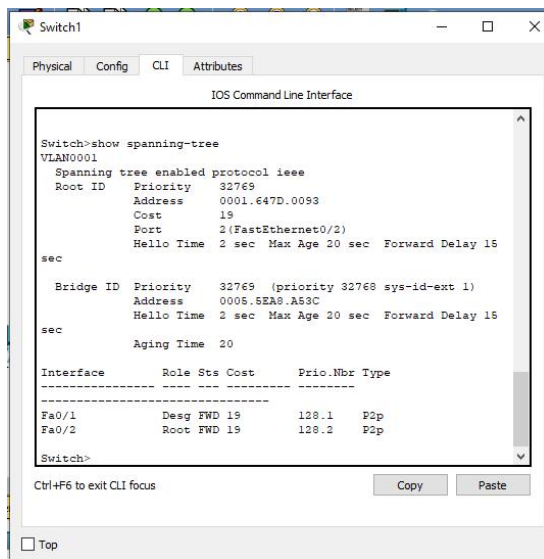 Switch1
Physical Config CLI Attributes
IOS Command Line Interface
Switch>show spanning-tree
VLAN0001
  Spanning tree enabled protocol ieee
  Root ID    Priority    32769
             Address     0001.647D.0093
             Cost        19
             Port        2(FastEthernet0/2)
             Hello Time  2 sec  Max Age 20 sec  Forward Delay 15
sec

  Bridge ID  Priority    32769  (priority 32768 sys-id-ext 1)
             Address     0005.5EA8.A53C
             Hello Time  2 sec  Max Age 20 sec  Forward Delay 15
sec
             Aging Time  20

Interface        Role Sts Cost      Prio.Nbr Type
---------------- ---- --- --------- --------
--------------------------------
Fa0/1            Desg FWD 19        128.1    P2p
Fa0/2            Root FWD 19        128.2    P2p

Switch>
Ctrl+F6 to exit CLI focus
Copy Paste
Top